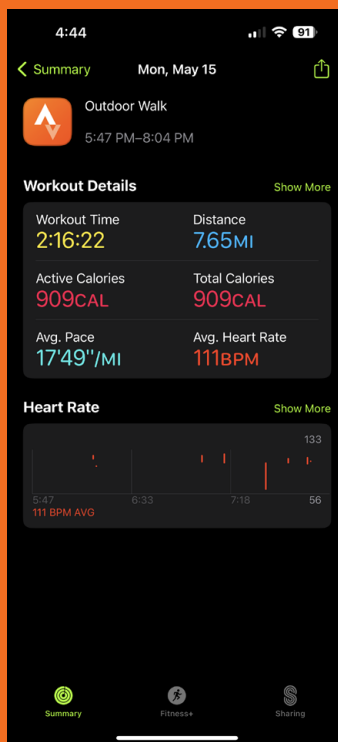 4:44
91
Summary
Mon, May 15
Outdoor Walk
5:47 PM–8:04 PM
Workout Details
Show More
Workout Time
Distance
2:16:22
7.65MI
Active Calories
Total Calories
909CAL
909CAL
Avg. Pace
Avg. Heart Rate
17'49"/MI
111BPM
Heart Rate
Show More
133
5:47
6:33
7:18
56
111 BPM AVG
Summary
Fitness+
Sharing